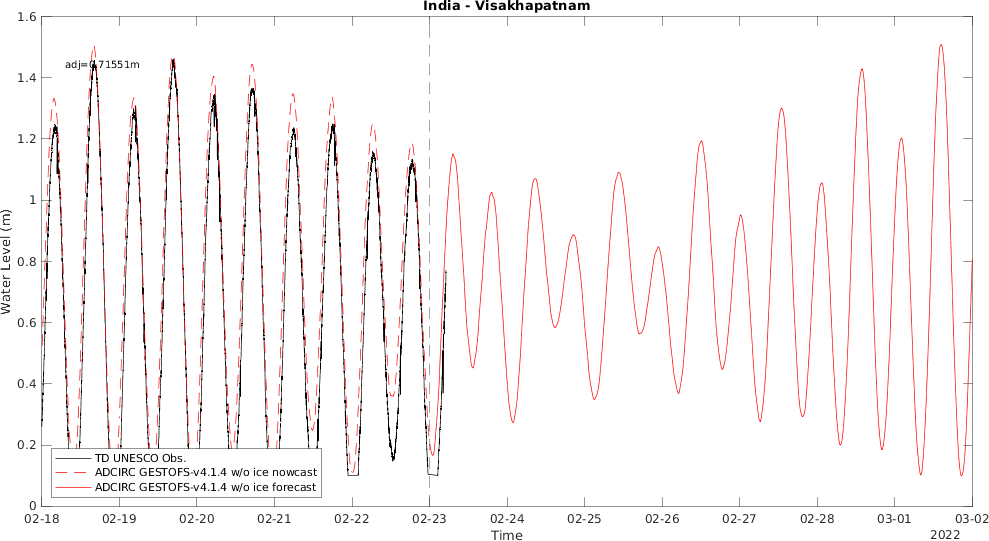 India - Visakhapatnam
1.6
1.4
1.2
1
0.8
0.6
0.4
0.2
0
Water Level (m)
adj=0.71551m
TD UNESCO Obs.
ADCIRC GESTOFS-v4.1.4 w/o ice nowcast
ADCIRC GESTOFS-v4.1.4 w/o ice forecast
02-18 02-19 02-20 02-21 02-22 02-23 02-24 02-25 02-26 02-27 02-28 03-01 03-02
Time
2022